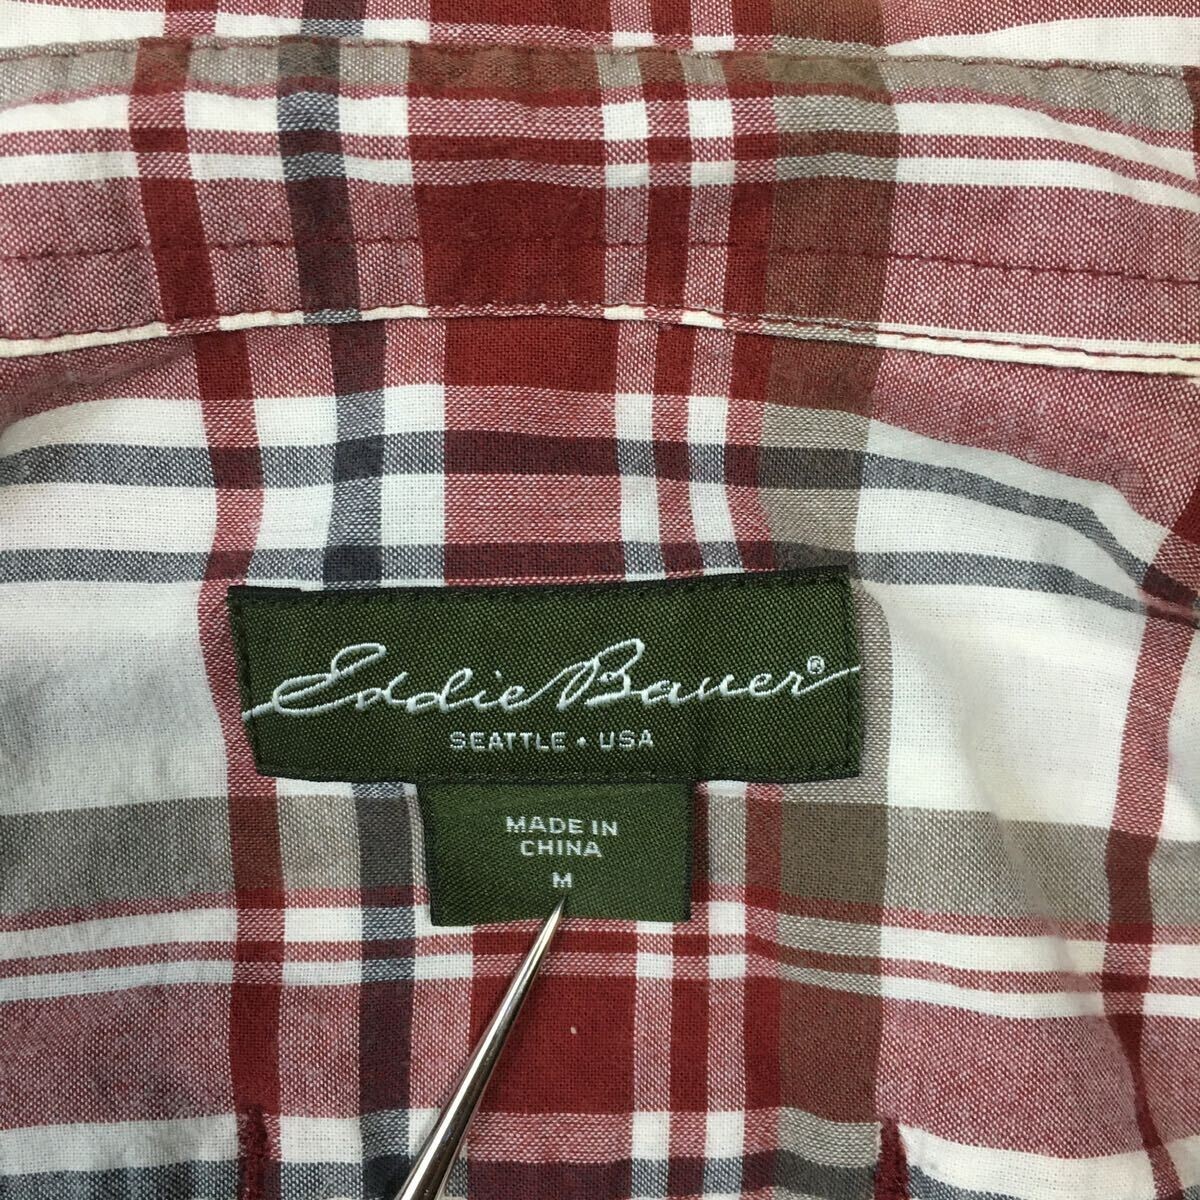 Eddie Bauer®
SEATTLE • USA
MADE IN
CHINA
M